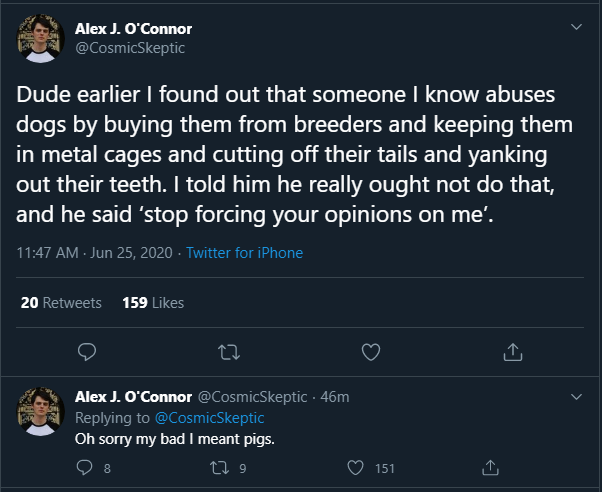 Alex J. O'Connor
@CosmicSkeptic
Dude earlier I found out that someone I know abuses
dogs by buying them from breeders and keeping them
in metal cages and cutting off their tails and yanking
out their teeth. I told him he really ought not do that,
and he said ‘stop forcing your opinions on me’.
11:47 AM · Jun 25, 2020 · Twitter for iPhone
20 Retweets 159 Likes
Alex J. O'Connor @CosmicSkeptic · 46m
Replying to @CosmicSkeptic
Oh sorry my bad I meant pigs.
8 9 151